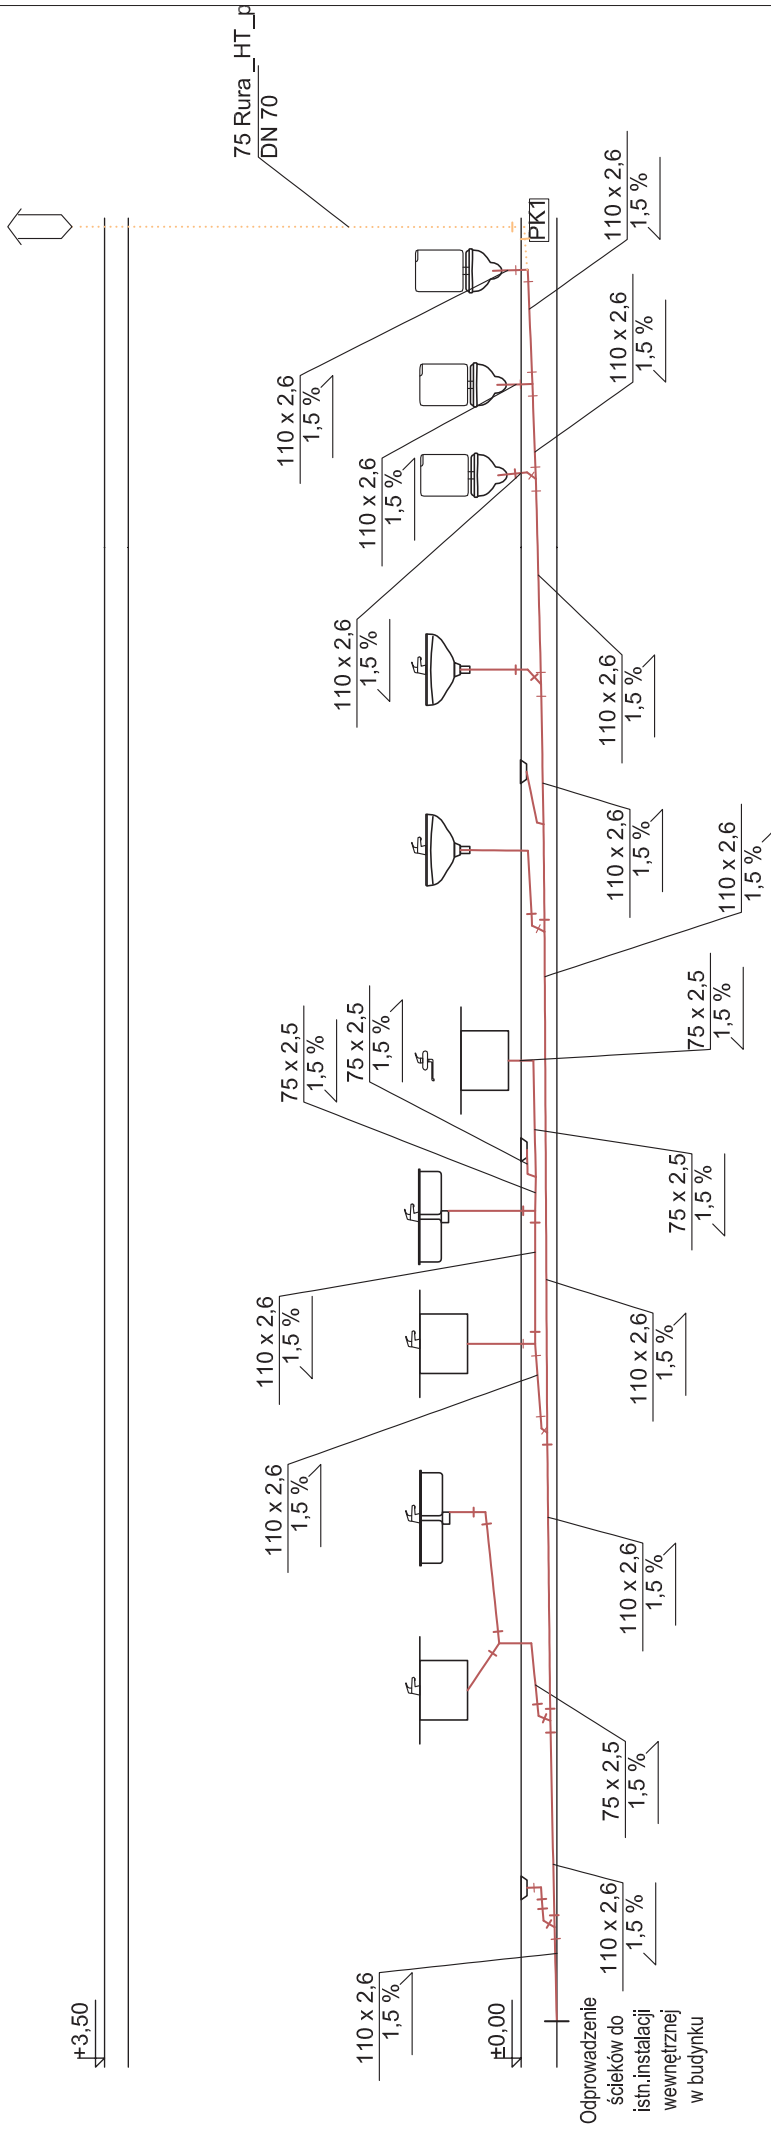 75 Rura _HT_p
DN 70
PK1
110 x 2,6
1,5 %
110 x 2,6
1,5 %
110 x 2,6
1,5 %
110 x 2,6
1,5 %
110 x 2,6
1,5 %
110 x 2,6
1,5 %
110 x 2,6
1,5 %
110 x 2,6
1,5 %
75 x 2,5
1,5 %
75 x 2,5
1,5 %
75 x 2,5
1,5 %
75 x 2,5
1,5 %
110 x 2,6
1,5 %
110 x 2,6
1,5 %
110 x 2,6
1,5 %
110 x 2,6
1,5 %
75 x 2,5
1,5 %
110 x 2,6
1,5 %
110 x 2,6
1,5 %
+3,50
±0,00
Odprowadzenie
ścieków do
istn.instalacji
wewnętrznej
w budynku